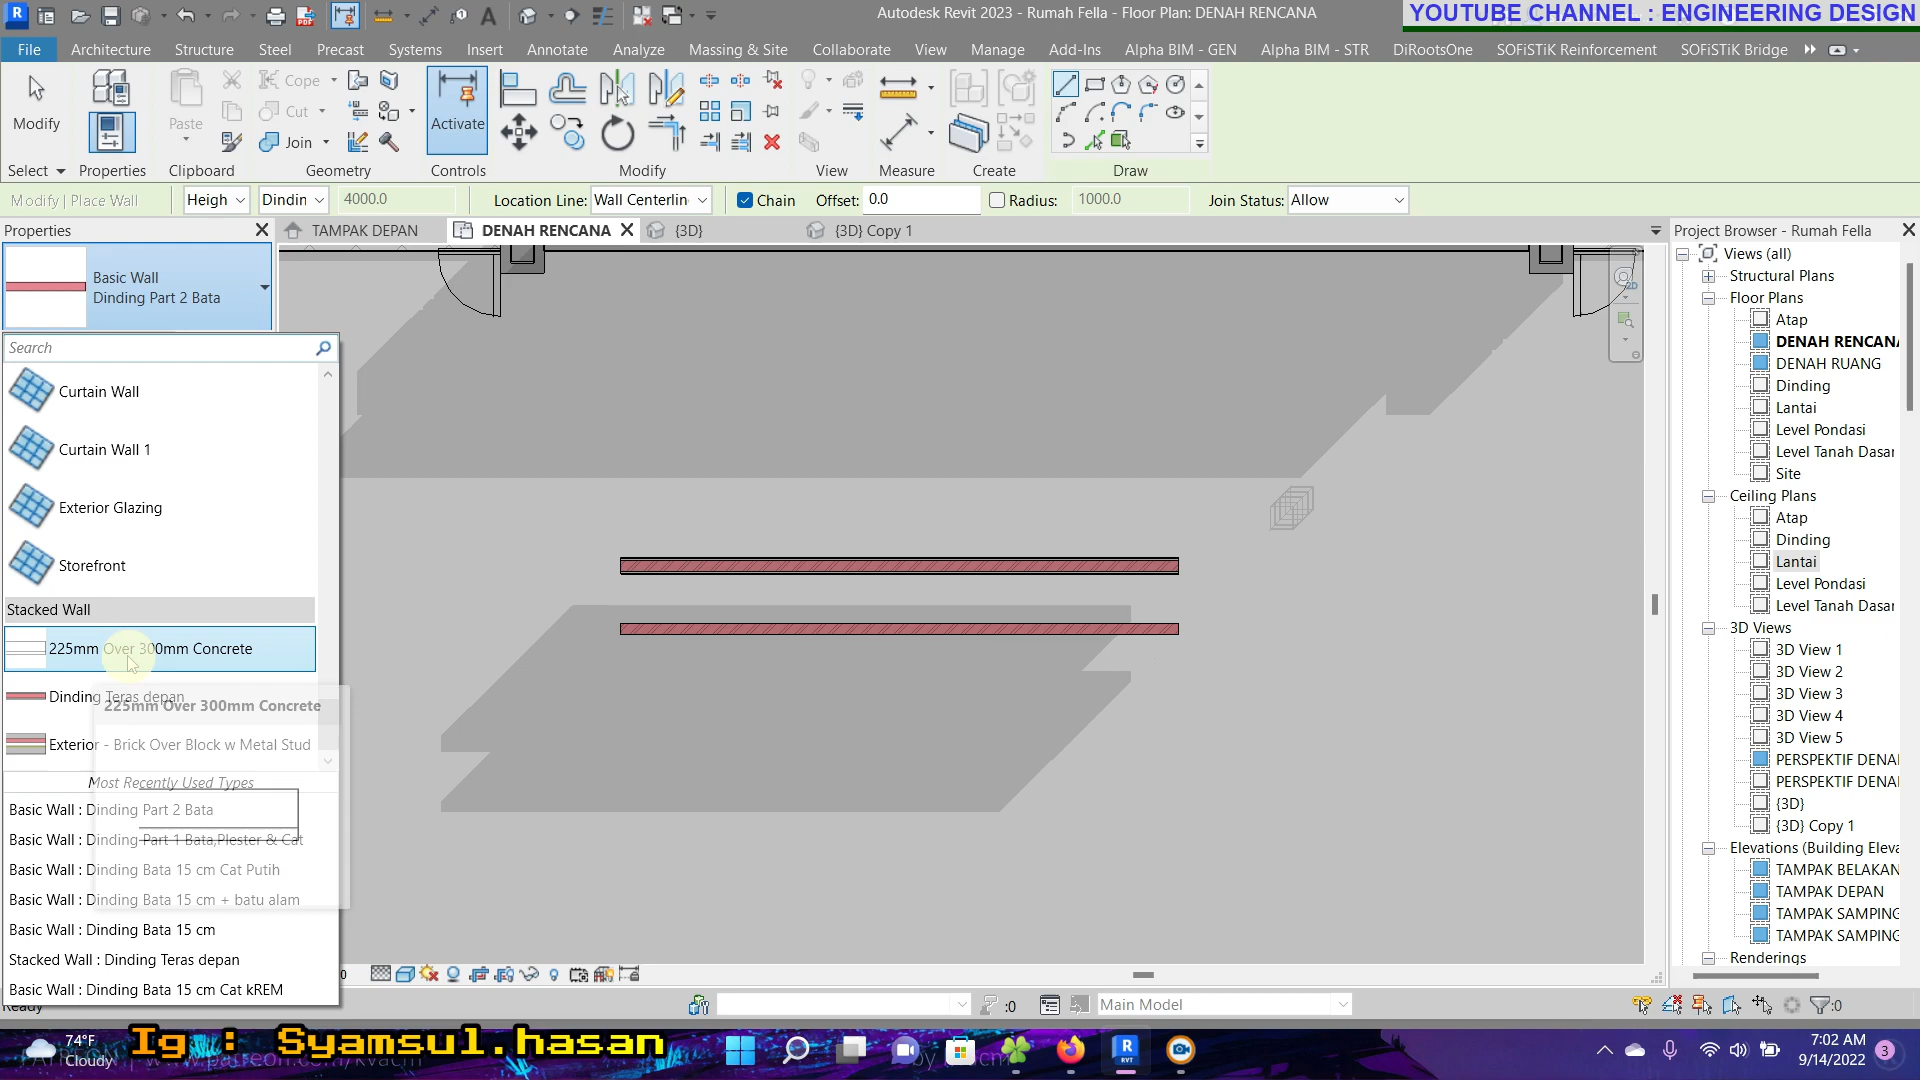 Autodesk Revit 2023 - Rumah Fella - Floor Plan: DENAH RENCANA
YOUTUBE CHANNEL : ENGINEERING DESIGN
File Architecture Structure Steel Precast Systems Insert Annotate Analyze Massing & Site Collaborate View Manage Add-Ins Alpha BIM - GEN Alpha BIM - STR DiRootsOne SOFiSTiK Reinforcement SOFiSTiK Bridge
Modify Paste Cope Cut Join Activate
Select Properties Clipboard Geometry Controls Modify View Measure Create Draw
Modify | Place Wall Heigh Dindin 4000.0 Location Line: Wall Centerlin Chain Offset: 0.0 Radius: 1000.0 Join Status: Allow
Properties
TAMPAK DEPAN DENAH RENCANA {3D} {3D} Copy 1
Project Browser - Rumah Fella
Basic Wall
Dinding Part 2 Bata
Search
Curtain Wall
Curtain Wall 1
Exterior Glazing
Storefront
Stacked Wall
225mm Over 300mm Concrete
Dinding Teras depan
225mm Over 300mm Concrete
Exterior - Brick Over Block w Metal Stud
Most Recently Used Types
Basic Wall : Dinding Part 2 Bata
Basic Wall : Dinding Part 1 Bata,Plester & Cat
Basic Wall : Dinding Bata 15 cm Cat Putih
Basic Wall : Dinding Bata 15 cm + batu alam
Basic Wall : Dinding Bata 15 cm
Stacked Wall : Dinding Teras depan
Basic Wall : Dinding Bata 15 cm Cat kREM
Views (all)
Structural Plans
Floor Plans
Atap
DENAH RENCANA
DENAH RUANG
Dinding
Lantai
Level Pondasi
Level Tanah Dasar
Site
Ceiling Plans
Atap
Dinding
Lantai
Level Pondasi
Level Tanah Dasar
3D Views
3D View 1
3D View 2
3D View 3
3D View 4
3D View 5
PERSPEKTIF DENA
PERSPEKTIF DENA
{3D}
{3D} Copy 1
Elevations (Building Eleva
TAMPAK BELAKAN
TAMPAK DEPAN
TAMPAK SAMPING
TAMPAK SAMPING
Renderings
Ready
:0
Main Model
:0
74°F
Cloudy
Ig : Syamsul.hasan
7:02 AM
9/14/2022
3